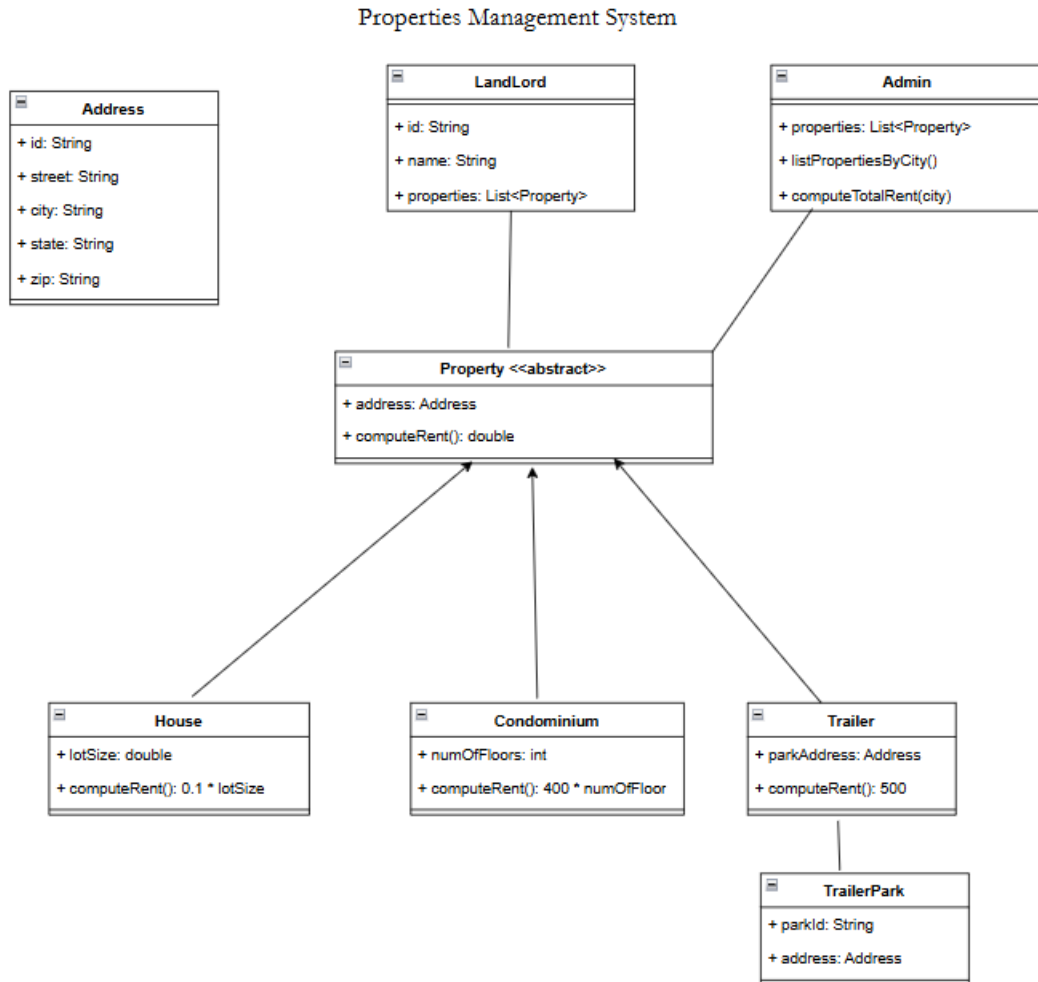 Properties Management System
Address
+ id: String
+ street: String
+ city: String
+ state: String
+ zip: String
LandLord
+ id: String
+ name: String
+ properties: List<Property>
Admin
+ properties: List<Property>
+ listPropertiesByCity()
+ computeTotalRent(city)
Property <<abstract>>
+ address: Address
+ computeRent(): double
House
+ lotSize: double
+ computeRent(): 0.1 * lotSize
Condominium
+ numOfFloors: int
+ computeRent(): 400 * numOfFloor
Trailer
+ parkAddress: Address
+ computeRent(): 500
TrailerPark
+ parkId: String
+ address: Address